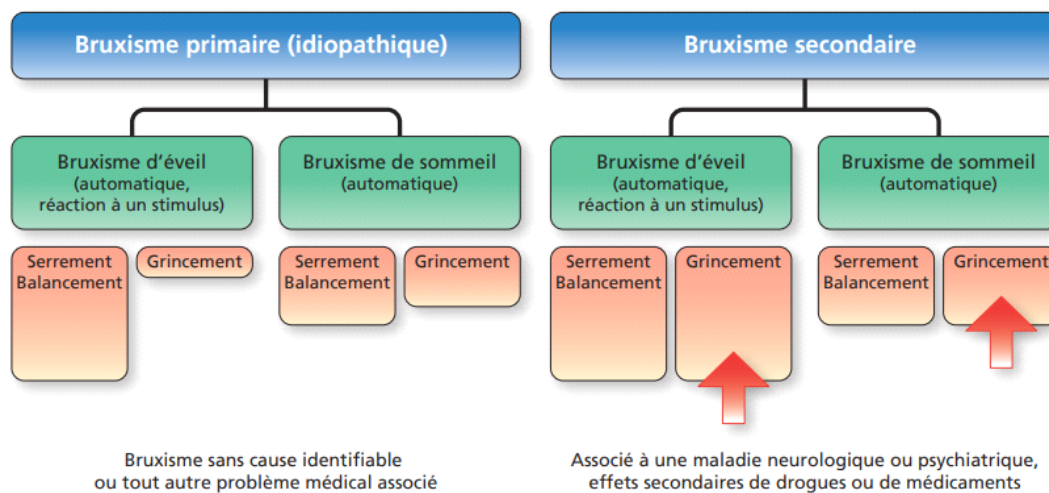 Bruxisme primaire (idiopathique)
Bruxisme d’éveil
(automatique,
réaction à un stimulus)
Bruxisme de sommeil
(automatique)
Serrement
Balancement
Grincement
Serrement
Balancement
Grincement
Bruxisme sans cause identifiable
ou tout autre problème médical associé
Bruxisme secondaire
Bruxisme d’éveil
(automatique,
réaction à un stimulus)
Bruxisme de sommeil
(automatique)
Serrement
Balancement
Grincement
Serrement
Balancement
Grincement
Associé à une maladie neurologique ou psychiatrique,
effets secondaires de drogues ou de médicaments